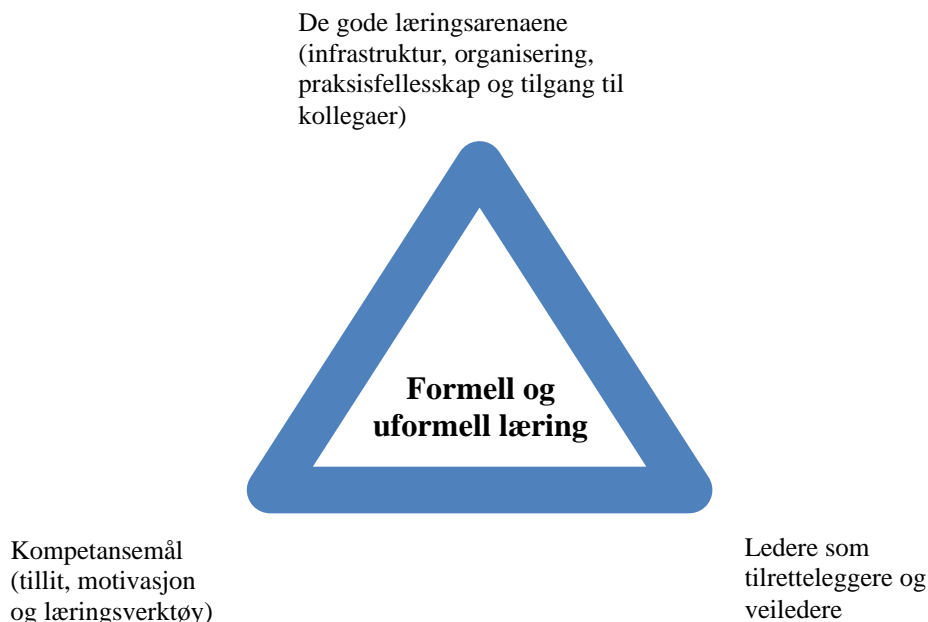 De gode læringsarenaene
(infrastruktur, organisering,
praksisfellesskap og tilgang til
kollegaer)
Formell og
uformell læring
Kompetansemål
(tillit, motivasjon
og læringsverktøy)
Ledere som
tilretteleggere og
veiledere